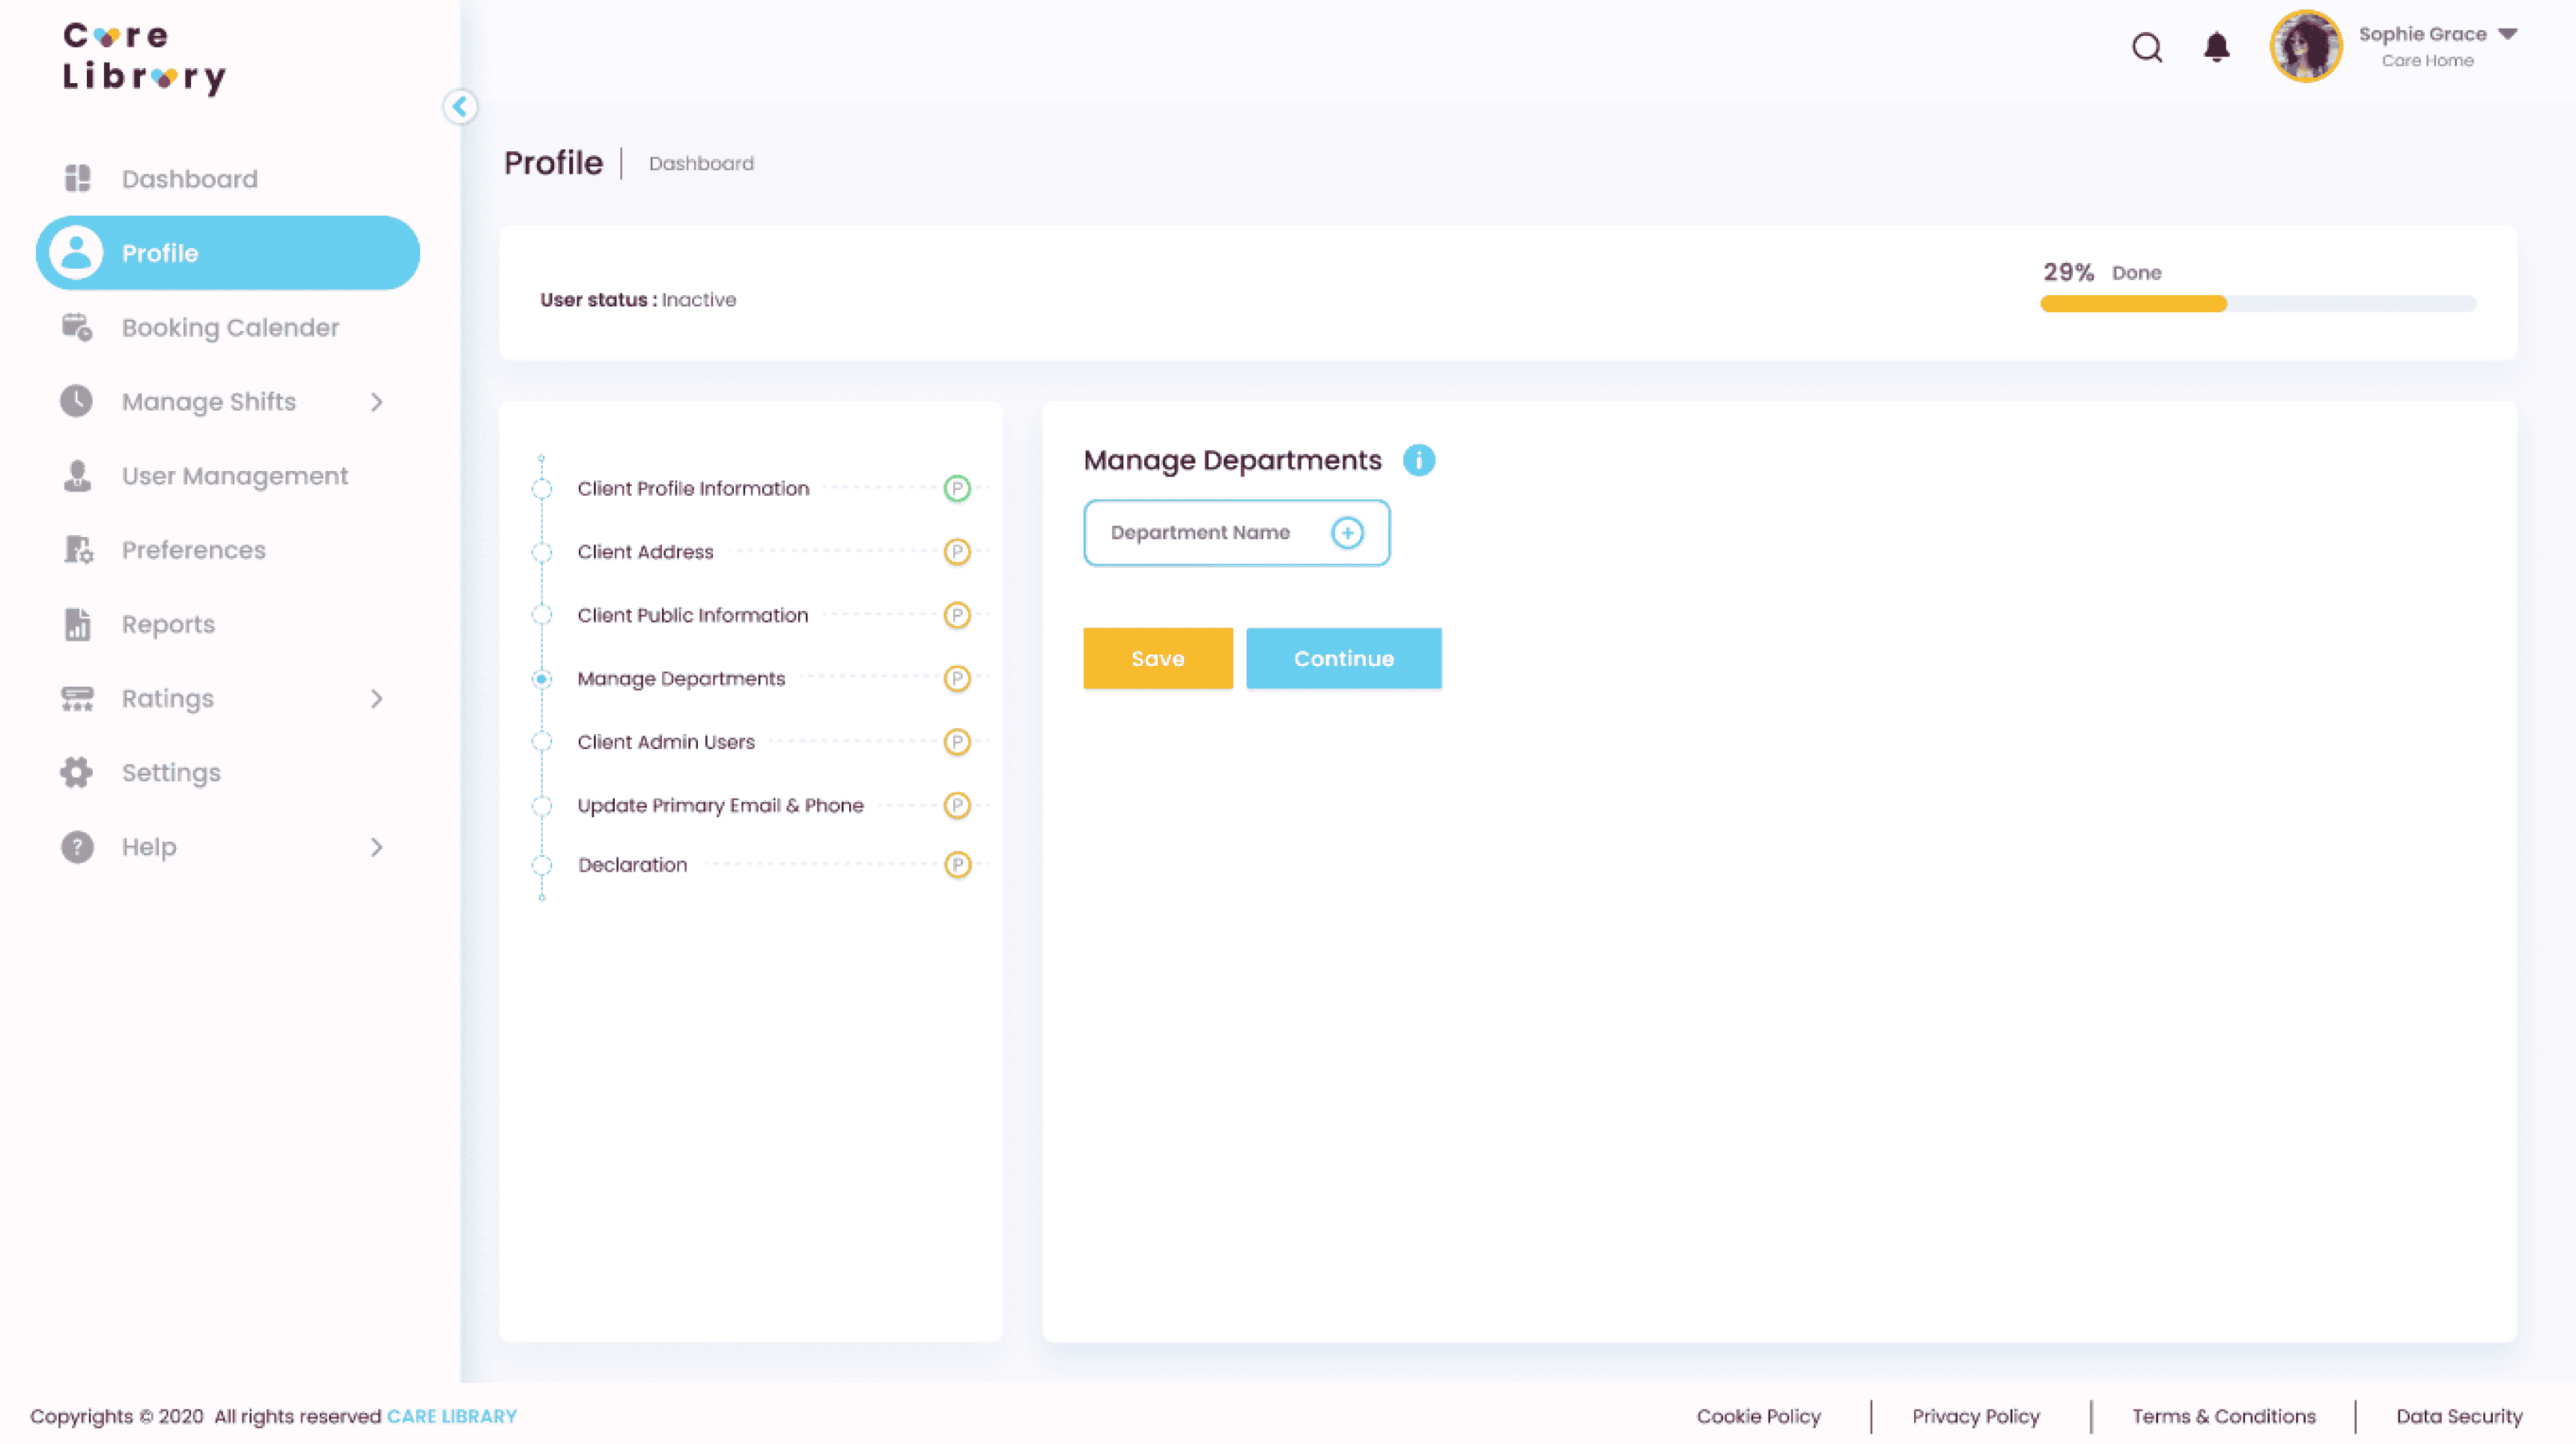 Care
Library
Sophie Grace
Care Home
Profile
Dashboard
Dashboard
Profile
Booking Calender
Manage Shifts
User Management
Preferences
Reports
Ratings
Settings
Help
User status : Inactive
29% Done
Client Profile Information P
Client Address P
Client Public Information P
Manage Departments P
Client Admin Users P
Update Primary Email & Phone P
Declaration P
Manage Departments i
Department Name +
Save
Continue
Copyrights © 2020 All rights reserved CARE LIBRARY
Cookie Policy
Privacy Policy
Terms & Conditions
Data Security